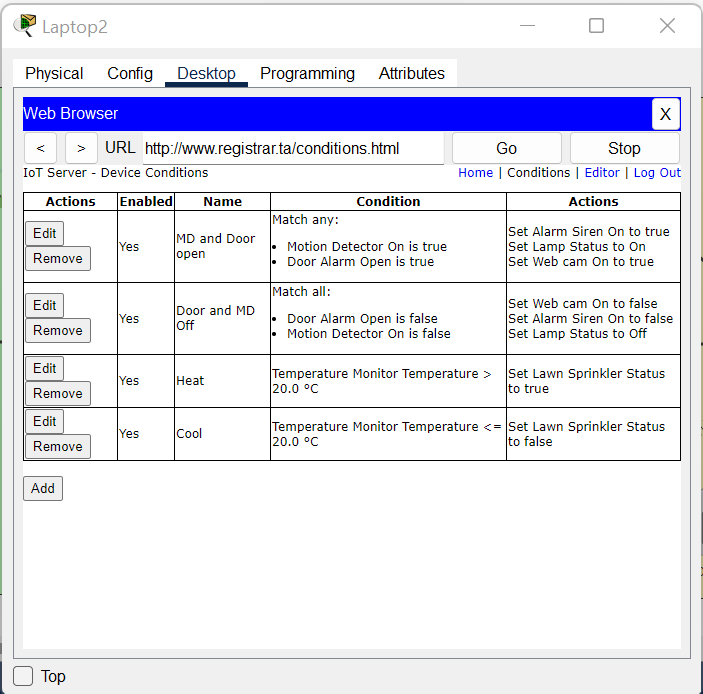 Laptop2
Physical Config Desktop Programming Attributes
Web Browser X
< > URL http://www.registrar.ta/conditions.html Go Stop
IoT Server - Device Conditions Home | Conditions | Editor | Log Out
Actions Enabled Name Condition Actions
Edit
Remove
Yes
MD and Door
open
Match any:
• Motion Detector On is true
• Door Alarm Open is true
Set Alarm Siren On to true
Set Lamp Status to On
Set Web cam On to true
Edit
Remove
Yes
Door and MD
Off
Match all:
• Door Alarm Open is false
• Motion Detector On is false
Set Web cam On to false
Set Alarm Siren On to false
Set Lamp Status to Off
Edit
Remove
Yes
Heat
Temperature Monitor Temperature >
20.0 °C
Set Lawn Sprinkler Status
to true
Edit
Remove
Yes
Cool
Temperature Monitor Temperature <=
20.0 °C
Set Lawn Sprinkler Status
to false
Add
Top